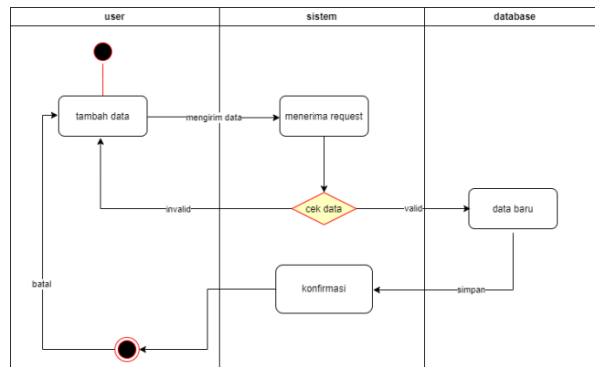 user
sistem
database
tambah data
mengirim data
menerima request
invalid
cek data
valid
data baru
batal
konfirmasi
simpan